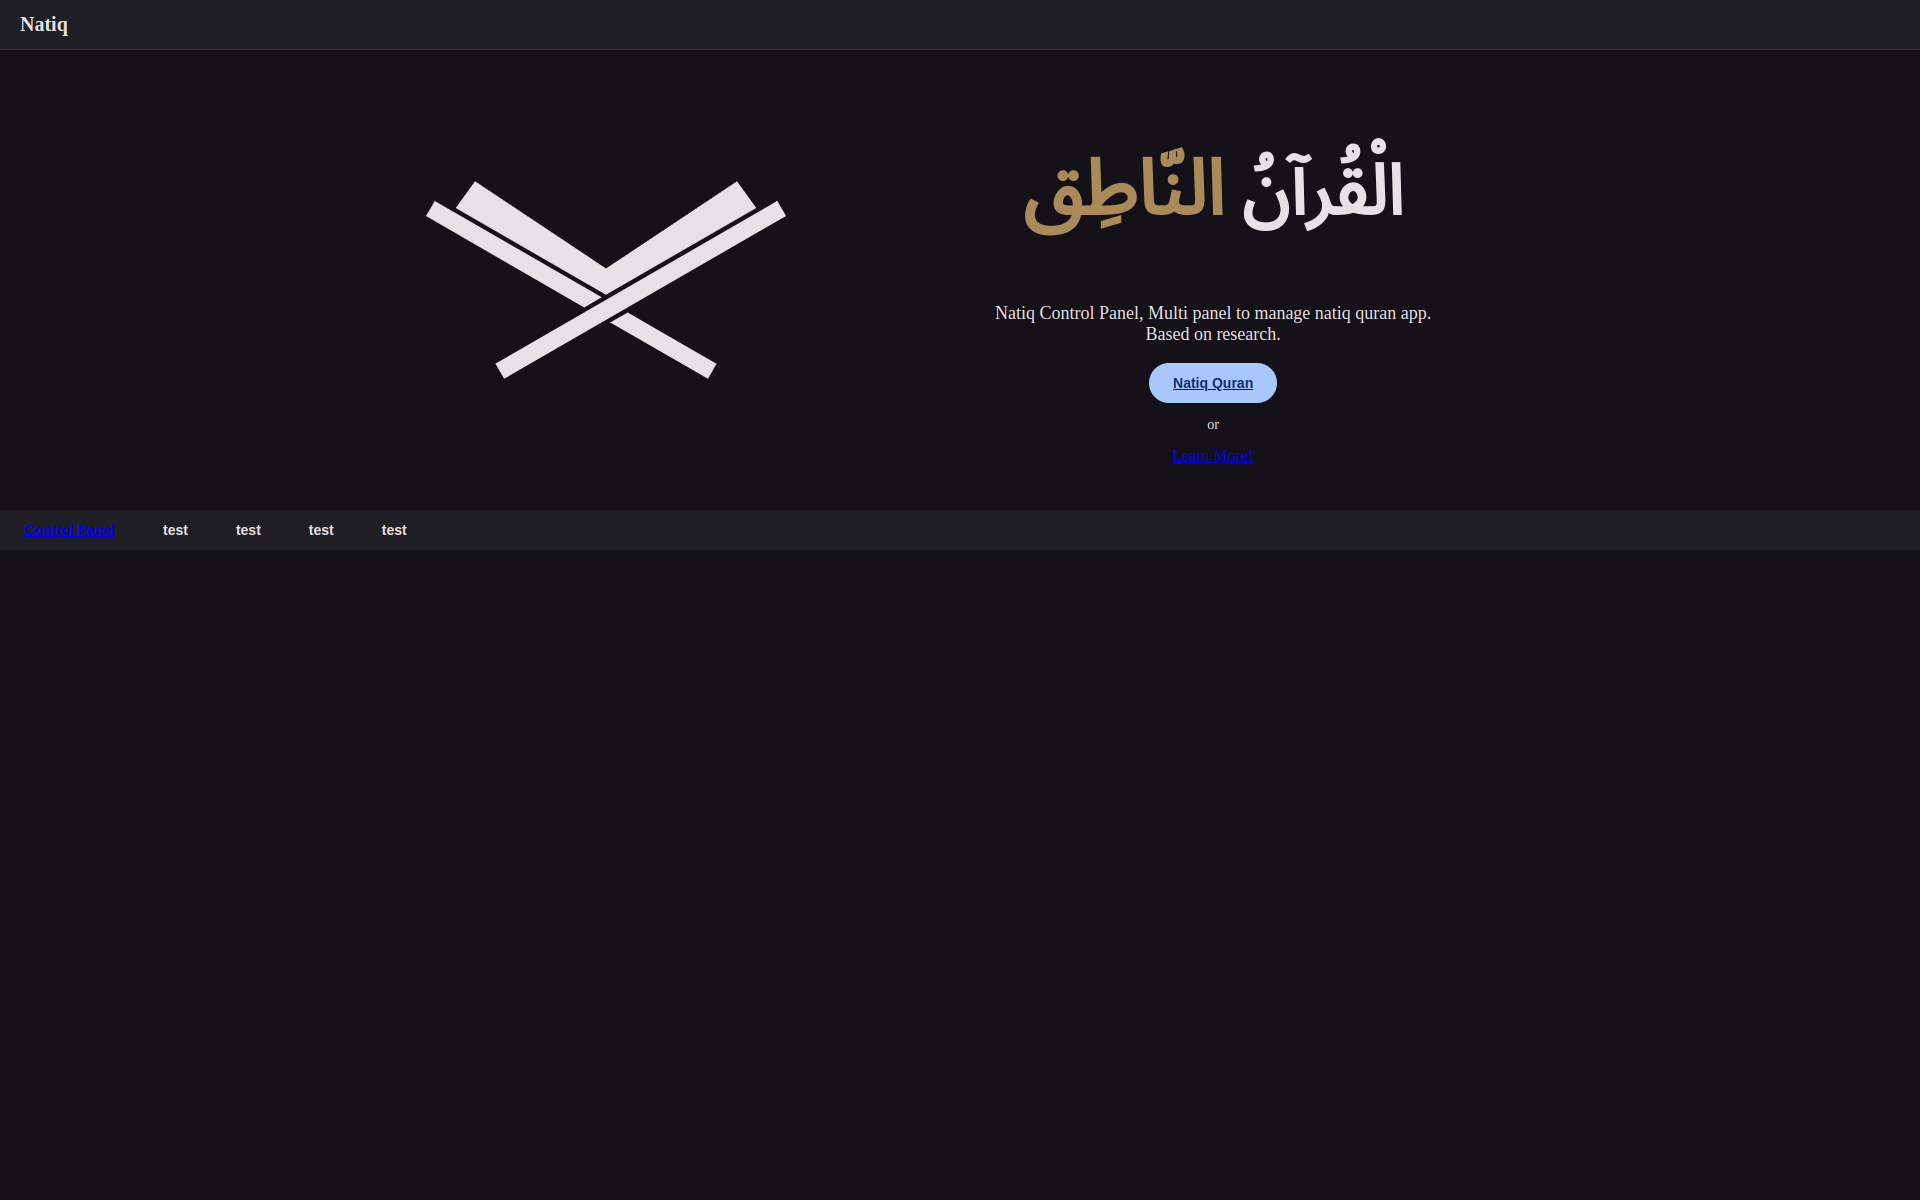 Natiq
الْقُرآنُ النَّاطِق
Natiq Control Panel, Multi panel to manage natiq quran app.
Based on research.
Natiq Quran
or
Learn More!
Control Panel test test test test